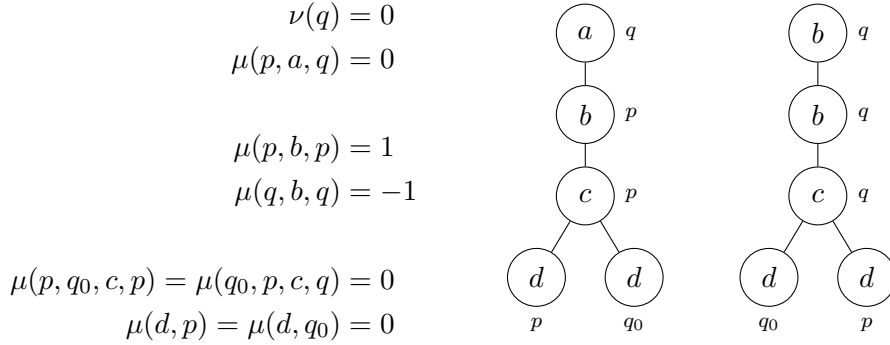 ν(q) = 0
μ(p, a, q) = 0
μ(p, b, p) = 1
μ(q, b, q) = −1
μ(p, q₀, c, p) = μ(q₀, p, c, q) = 0
μ(d, p) = μ(d, q₀) = 0
a q
b p
c p
d d
p q₀
b q
b q
c q
d d
q₀ p